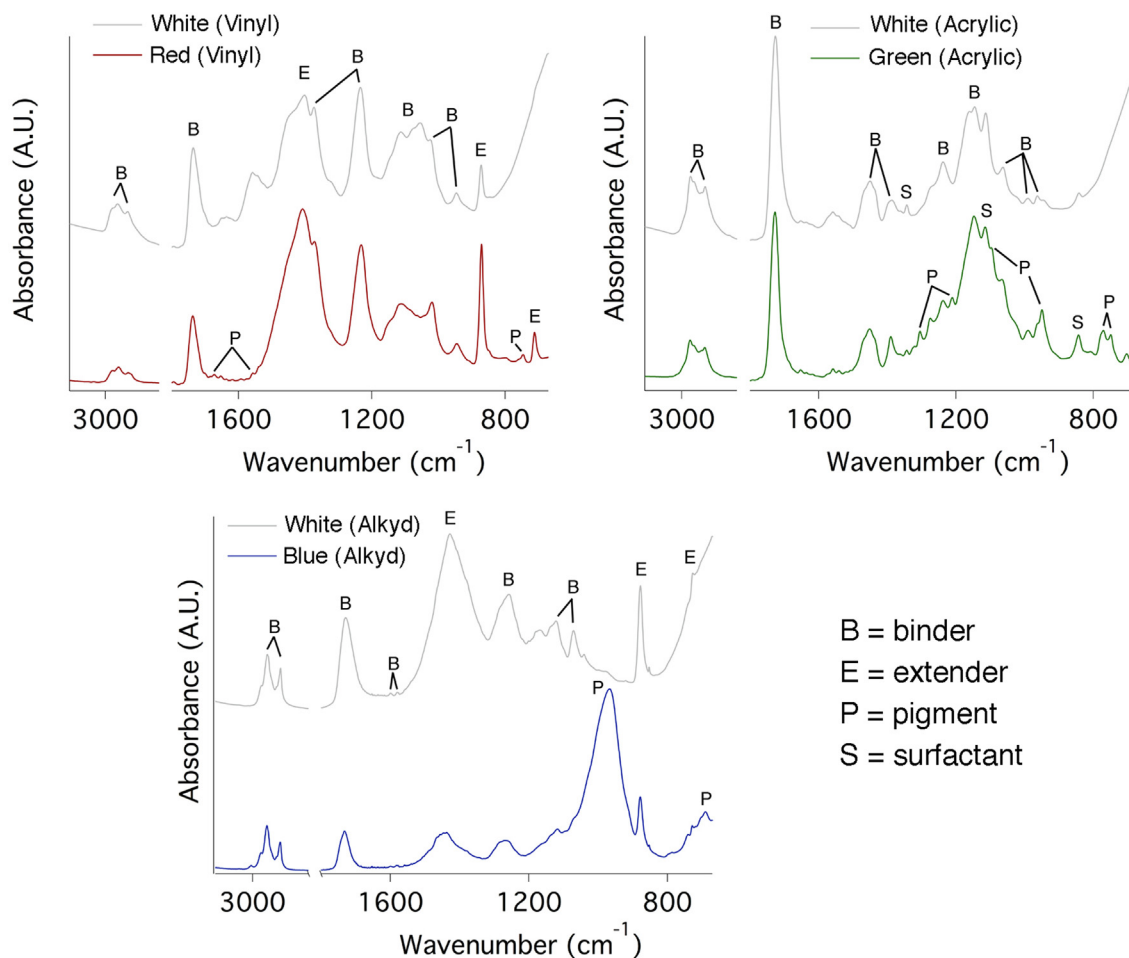 White (Vinyl)
Red (Vinyl)
B
E
B
B
B
B
B
E
P
P
E
Absorbance (A.U.)
3000 1600 1200 800
Wavenumber (cm-1)
White (Acrylic)
Green (Acrylic)
B
B
B
B
B
B
S
S
P
P
S
P
Absorbance (A.U.)
3000 1600 1200 800
Wavenumber (cm-1)
White (Alkyd)
Blue (Alkyd)
E
B
B
B
B
B
E
E
P
P
Absorbance (A.U.)
3000 1600 1200 800
Wavenumber (cm-1)
B = binder
E = extender
P = pigment
S = surfactant